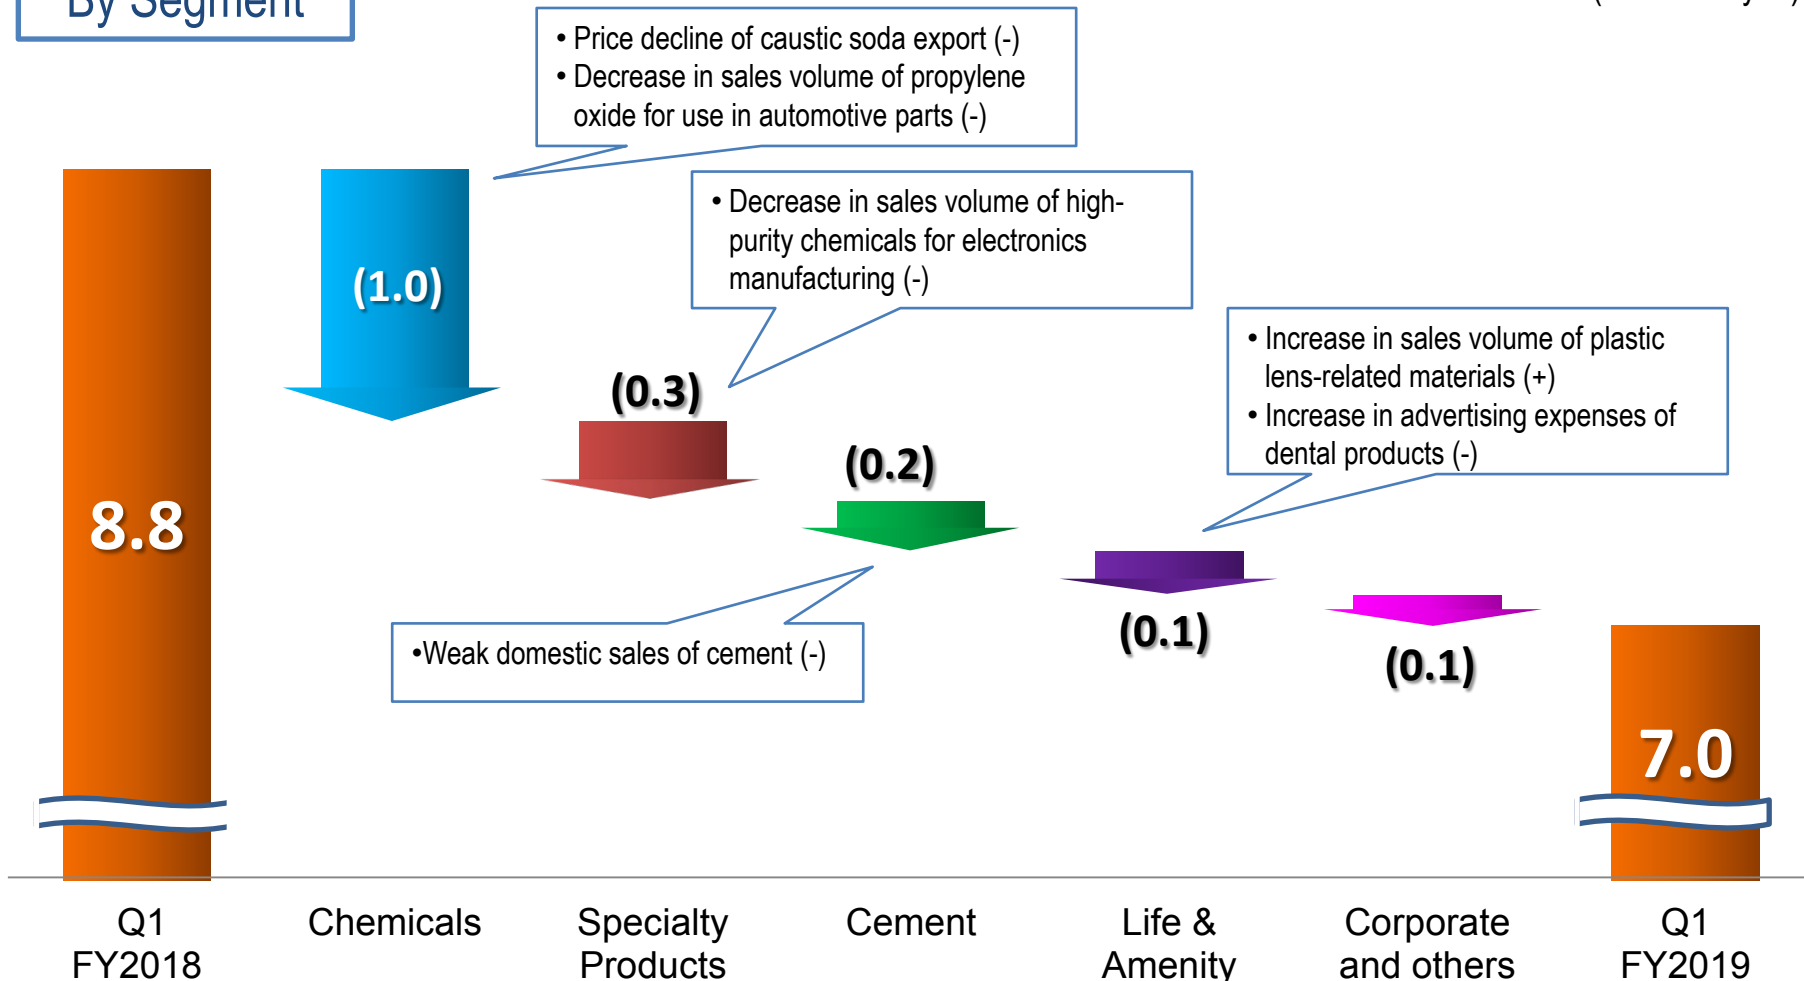 By Segment
• Price decline of caustic soda export (-)
• Decrease in sales volume of propylene
oxide for use in automotive parts (-)
• Decrease in sales volume of high-
purity chemicals for electronics
manufacturing (-)
• Increase in sales volume of plastic
lens-related materials (+)
• Increase in advertising expenses of
dental products (-)
•Weak domestic sales of cement (-)
8.8
(1.0)
(0.3)
(0.2)
(0.1)
(0.1)
7.0
Q1
FY2018
Chemicals
Specialty
Products
Cement
Life &
Amenity
Corporate
and others
Q1
FY2019